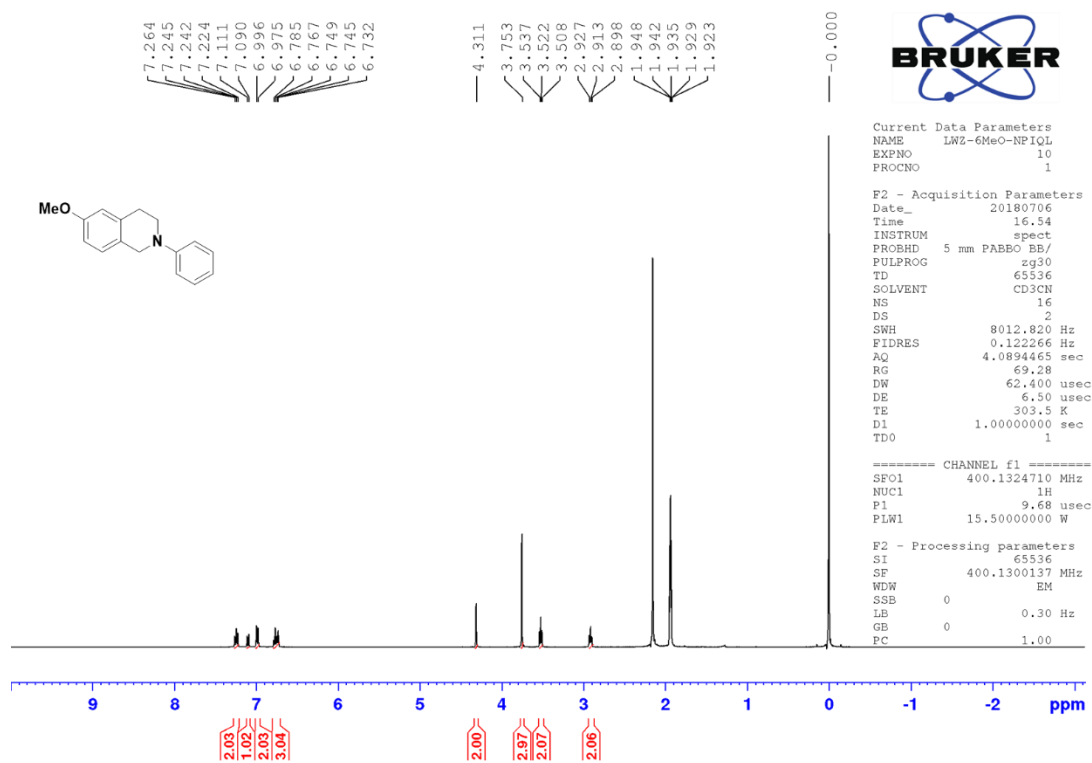 7.264
7.245
7.242
7.224
7.111
7.090
6.996
6.975
6.785
6.767
6.749
6.745
6.732
4.311
3.753
3.537
3.522
3.508
2.927
2.913
2.898
1.948
1.942
1.935
1.929
1.923
-0.000
BRUKER
Current Data Parameters
NAME LWZ-6MeO-NPIQL
EXPNO 10
PROCNO 1
F2 - Acquisition Parameters
Date_ 20180706
Time 16.54
INSTRUM spect
PROBHD 5 mm PABBO BB/
PULPROG zg30
TD 65536
SOLVENT CD3CN
NS 16
DS 2
SWH 8012.820 Hz
FIDRES 0.122266 Hz
AQ 4.0894465 sec
RG 69.28
DW 62.400 usec
DE 6.50 usec
TE 303.5 K
D1 1.00000000 sec
TD0 1
======== CHANNEL f1 ========
SFO1 400.1324710 MHz
NUC1 1H
P1 9.68 usec
PLW1 15.50000000 W
F2 - Processing parameters
SI 65536
SF 400.1300137 MHz
WDW EM
SSB 0
LB 0.30 Hz
GB 0
PC 1.00
MeO
N
9 8 7 6 5 4 3 2 1 0 -1 -2 ppm
2.03
1.02
2.03
3.04
2.00
2.97
2.07
2.06